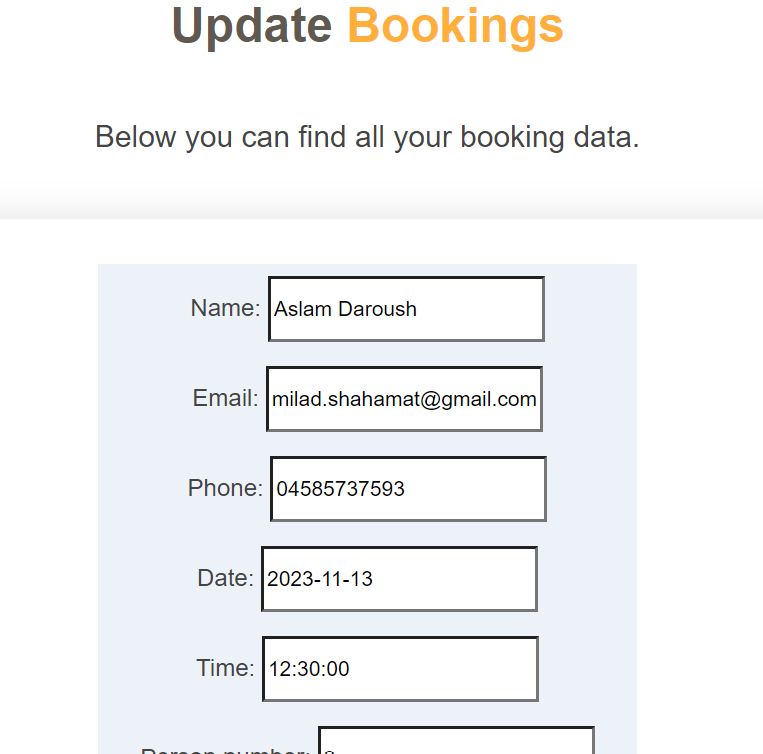 Update Bookings
Below you can find all your booking data.
Name: Aslam Daroush
Email: milad.shahamat@gmail.com
Phone: 04585737593
Date: 2023-11-13
Time: 12:30:00
Person number: